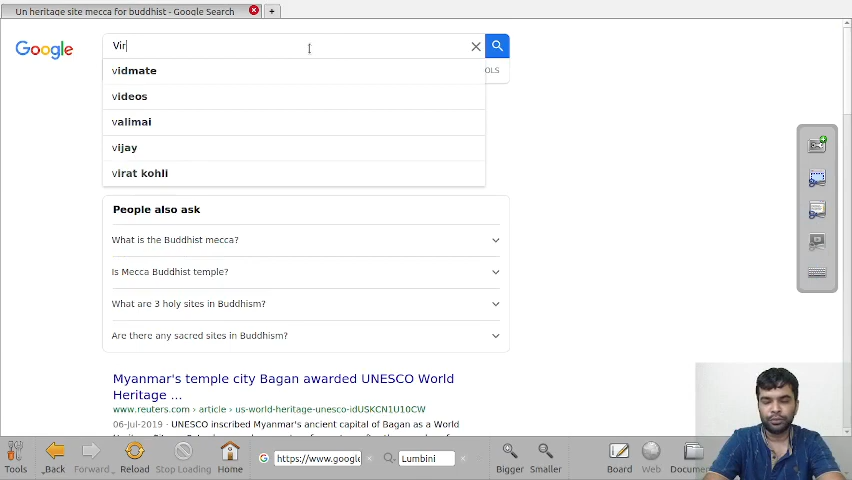 Un heritage site mecca for buddhist - Google Search
Google
Vir
vidmate
videos
valimai
vijay
virat kohli
OLS
People also ask
What is the Buddhist mecca?
Is Mecca Buddhist temple?
What are 3 holy sites in Buddhism?
Are there any sacred sites in Buddhism?
Myanmar's temple city Bagan awarded UNESCO World
Heritage ...
www.reuters.com › article › us-world-heritage-unesco-idUSKCN1U10CW
06-Jul-2019 · UNESCO inscribed Myanmar's ancient capital of Bagan as a World
Tools Back Forward Reload Stop Loading Home https://www.google Lumbini Bigger Smaller Board Web Docume